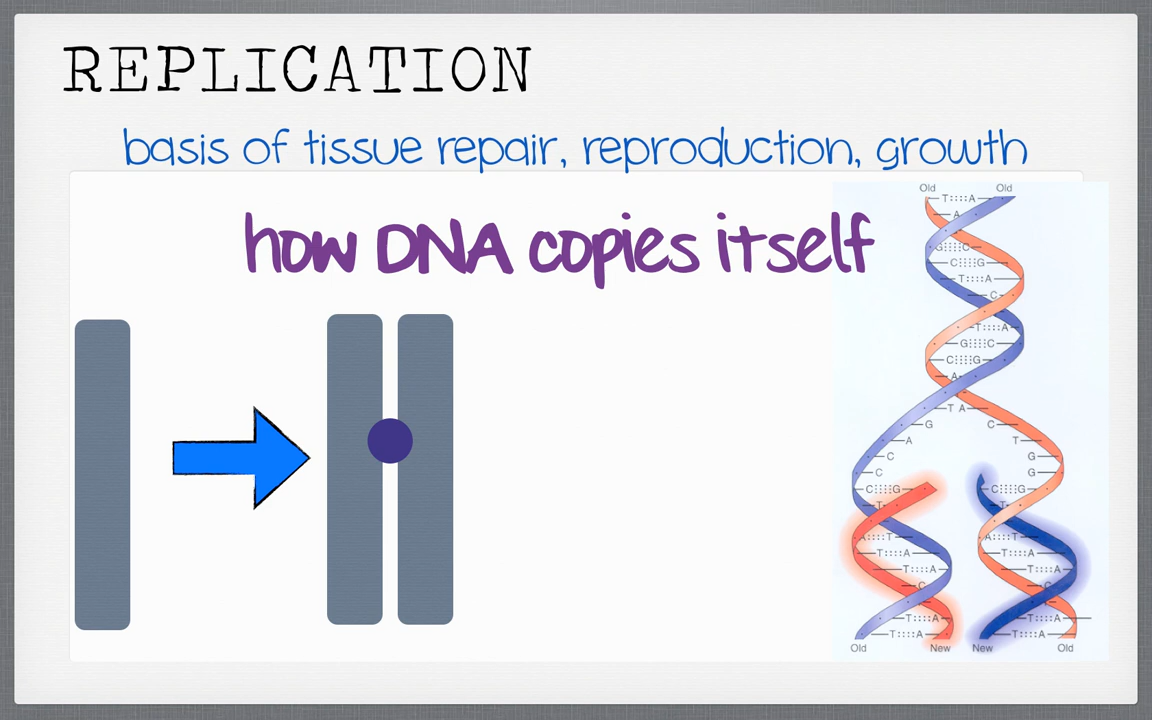 REPLICATION
basis of tissue repair, reproduction, growth
how DNA copies itself
Old Old
T::::A
A
G::::C
C::::G
T::::A
C
T::::A
G::::C
C::::G
A
T A
G C
A T
C G
C G
C::::G C::::G
T
A::::T A::::T
T::::A T::::A
T::::A T::::A
C C
T::::A T::::A
T::::A T::::A
Old New New Old